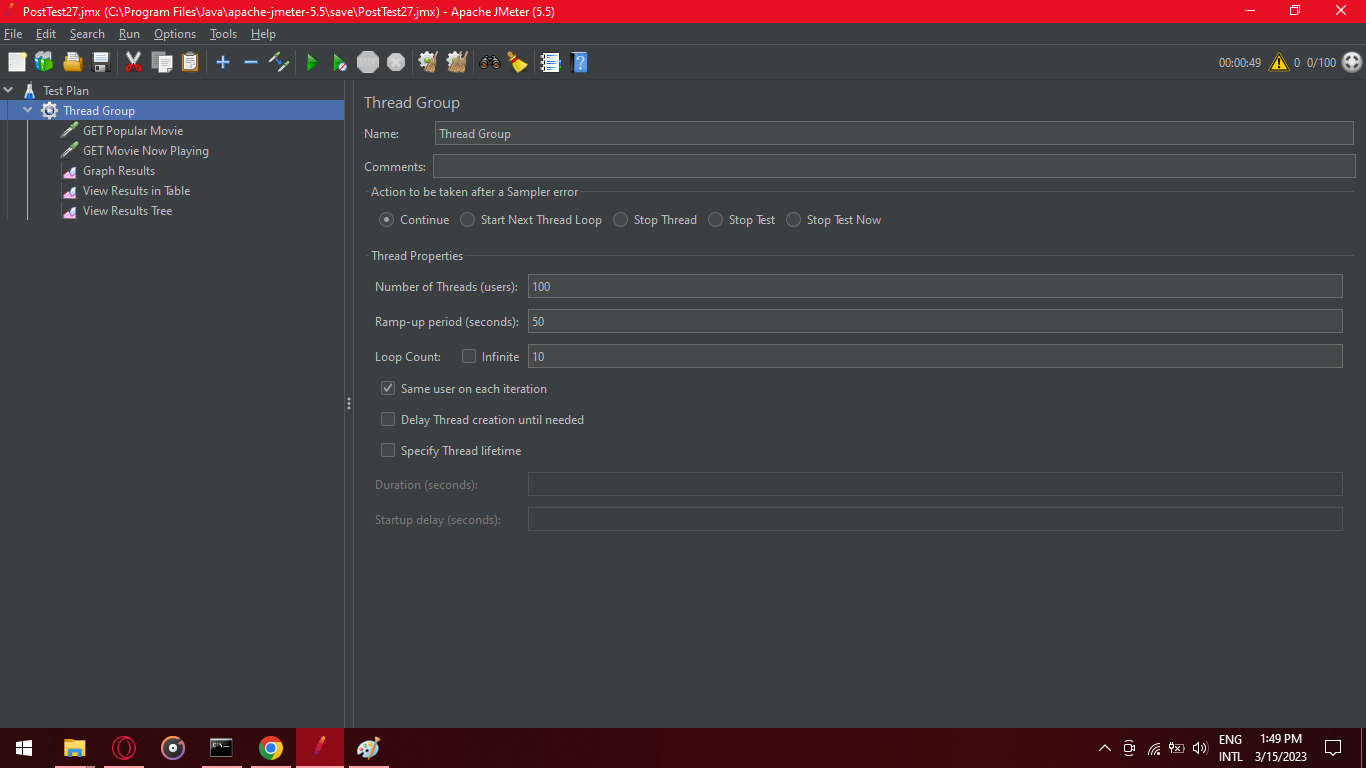 PostTest27.jmx (C:\Program Files\Java\apache-jmeter-5.5\save\PostTest27.jmx) - Apache JMeter (5.5)
File Edit Search Run Options Tools Help
STOP 00:00:49 0 0/100
Test Plan
Thread Group
GET Popular Movie
GET Movie Now Playing
Graph Results
View Results in Table
View Results Tree
Thread Group
Name: Thread Group
Comments:
Action to be taken after a Sampler error
Continue Start Next Thread Loop Stop Thread Stop Test Stop Test Now
Thread Properties
Number of Threads (users): 100
Ramp-up period (seconds): 50
Loop Count: Infinite 10
Same user on each iteration
Delay Thread creation until needed
Specify Thread lifetime
Duration (seconds):
Startup delay (seconds):
ENG
INTL
1:49 PM
3/15/2023